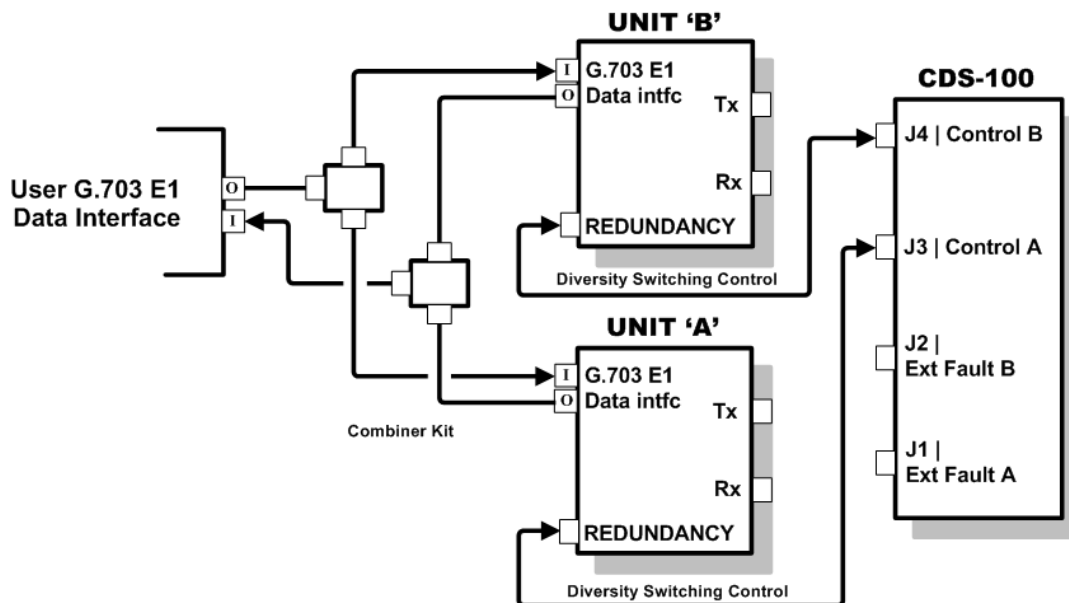 UNIT ‘B’
I
G.703 E1
O
Data intfc
Tx
Rx
REDUNDANCY
Diversity Switching Control
CDS-100
J4 | Control B
J3 | Control A
J2 |
Ext Fault B
J1 |
Ext Fault A
User G.703 E1
Data Interface
O
I
UNIT ‘A’
I
G.703 E1
O
Data intfc
Tx
Rx
REDUNDANCY
Diversity Switching Control
Combiner Kit